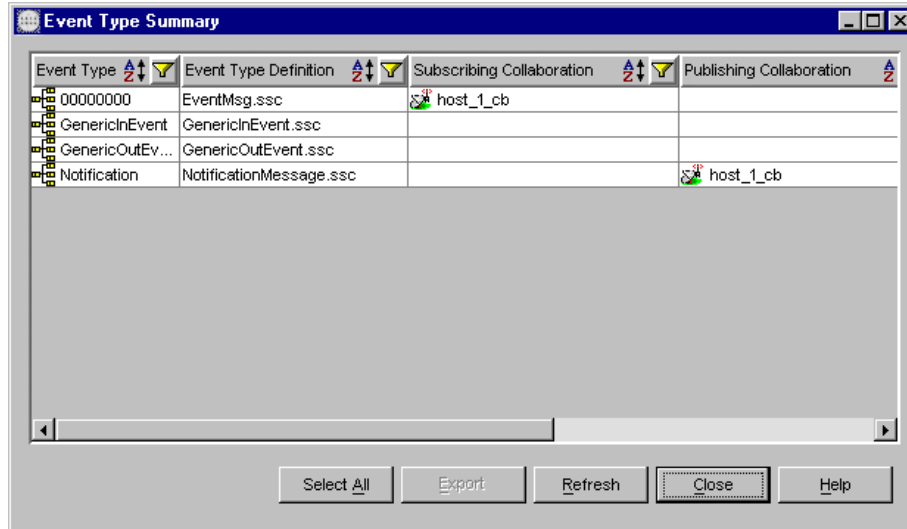 Event Type Summary
Event Type Event Type Definition Subscribing Collaboration Publishing Collaboration
00000000 EventMsg.ssc host_1_cb
GenericInEvent GenericInEvent.ssc
GenericOutEv... GenericOutEvent.ssc
Notification NotificationMessage.ssc host_1_cb
Select All Export Refresh Close Help